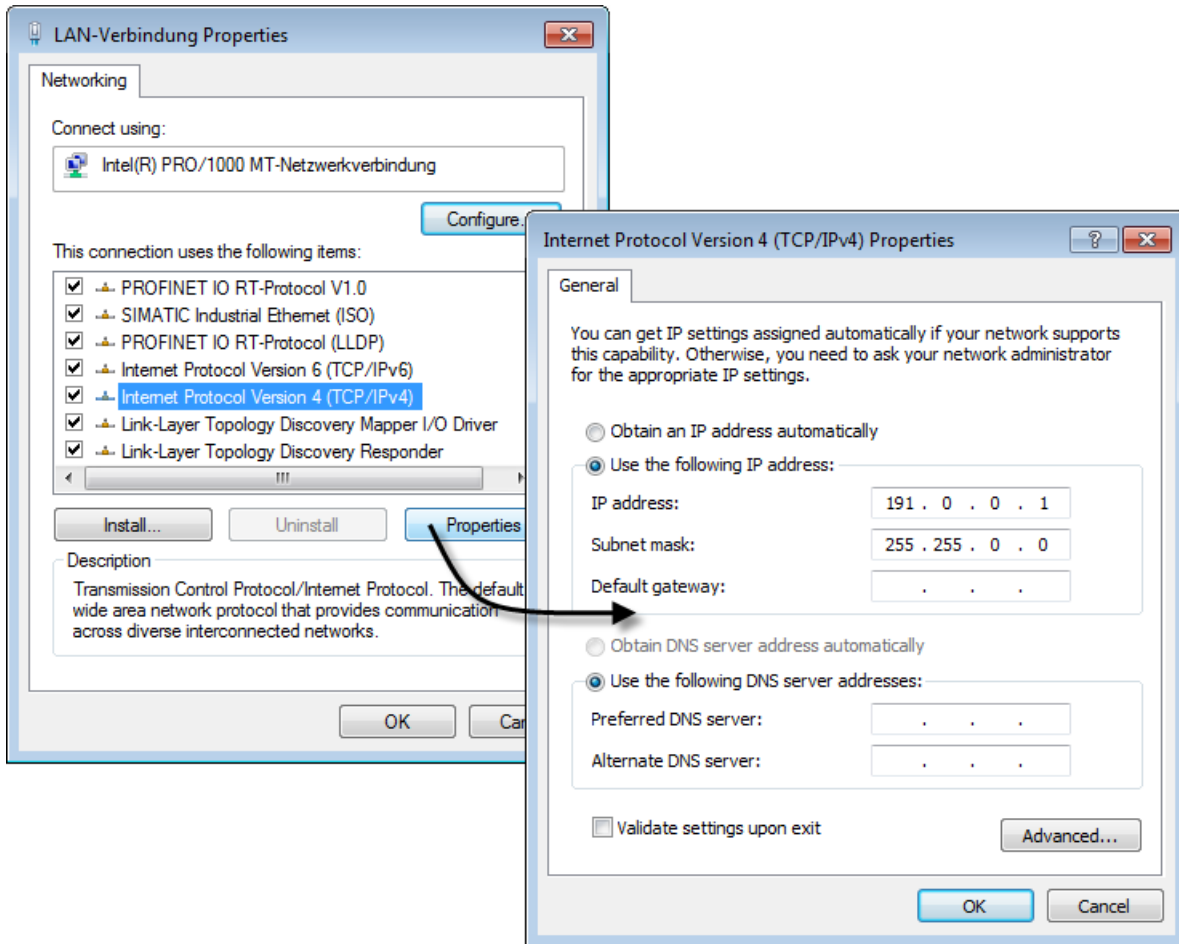 LAN-Verbindung Properties
Networking
Connect using:
Intel(R) PRO/1000 MT-Netzwerkverbindung
Configure.
This connection uses the following items:
PROFINET IO RT-Protocol V1.0
SIMATIC Industrial Ethernet (ISO)
PROFINET IO RT-Protocol (LLDP)
Internet Protocol Version 6 (TCP/IPv6)
Internet Protocol Version 4 (TCP/IPv4)
Link-Layer Topology Discovery Mapper I/O Driver
Link-Layer Topology Discovery Responder
Install...
Uninstall
Properties
Description
Transmission Control Protocol/Internet Protocol. The default
wide area network protocol that provides communication
across diverse interconnected networks.
OK
Internet Protocol Version 4 (TCP/IPv4) Properties
General
You can get IP settings assigned automatically if your network supports
this capability. Otherwise, you need to ask your network administrator
for the appropriate IP settings.
Obtain an IP address automatically
Use the following IP address:
IP address: 191 . 0 . 0 . 1
Subnet mask: 255 . 255 . 0 . 0
Default gateway: . . .
Obtain DNS server address automatically
Use the following DNS server addresses:
Preferred DNS server: . . .
Alternate DNS server: . . .
Validate settings upon exit
Advanced...
OK
Cancel